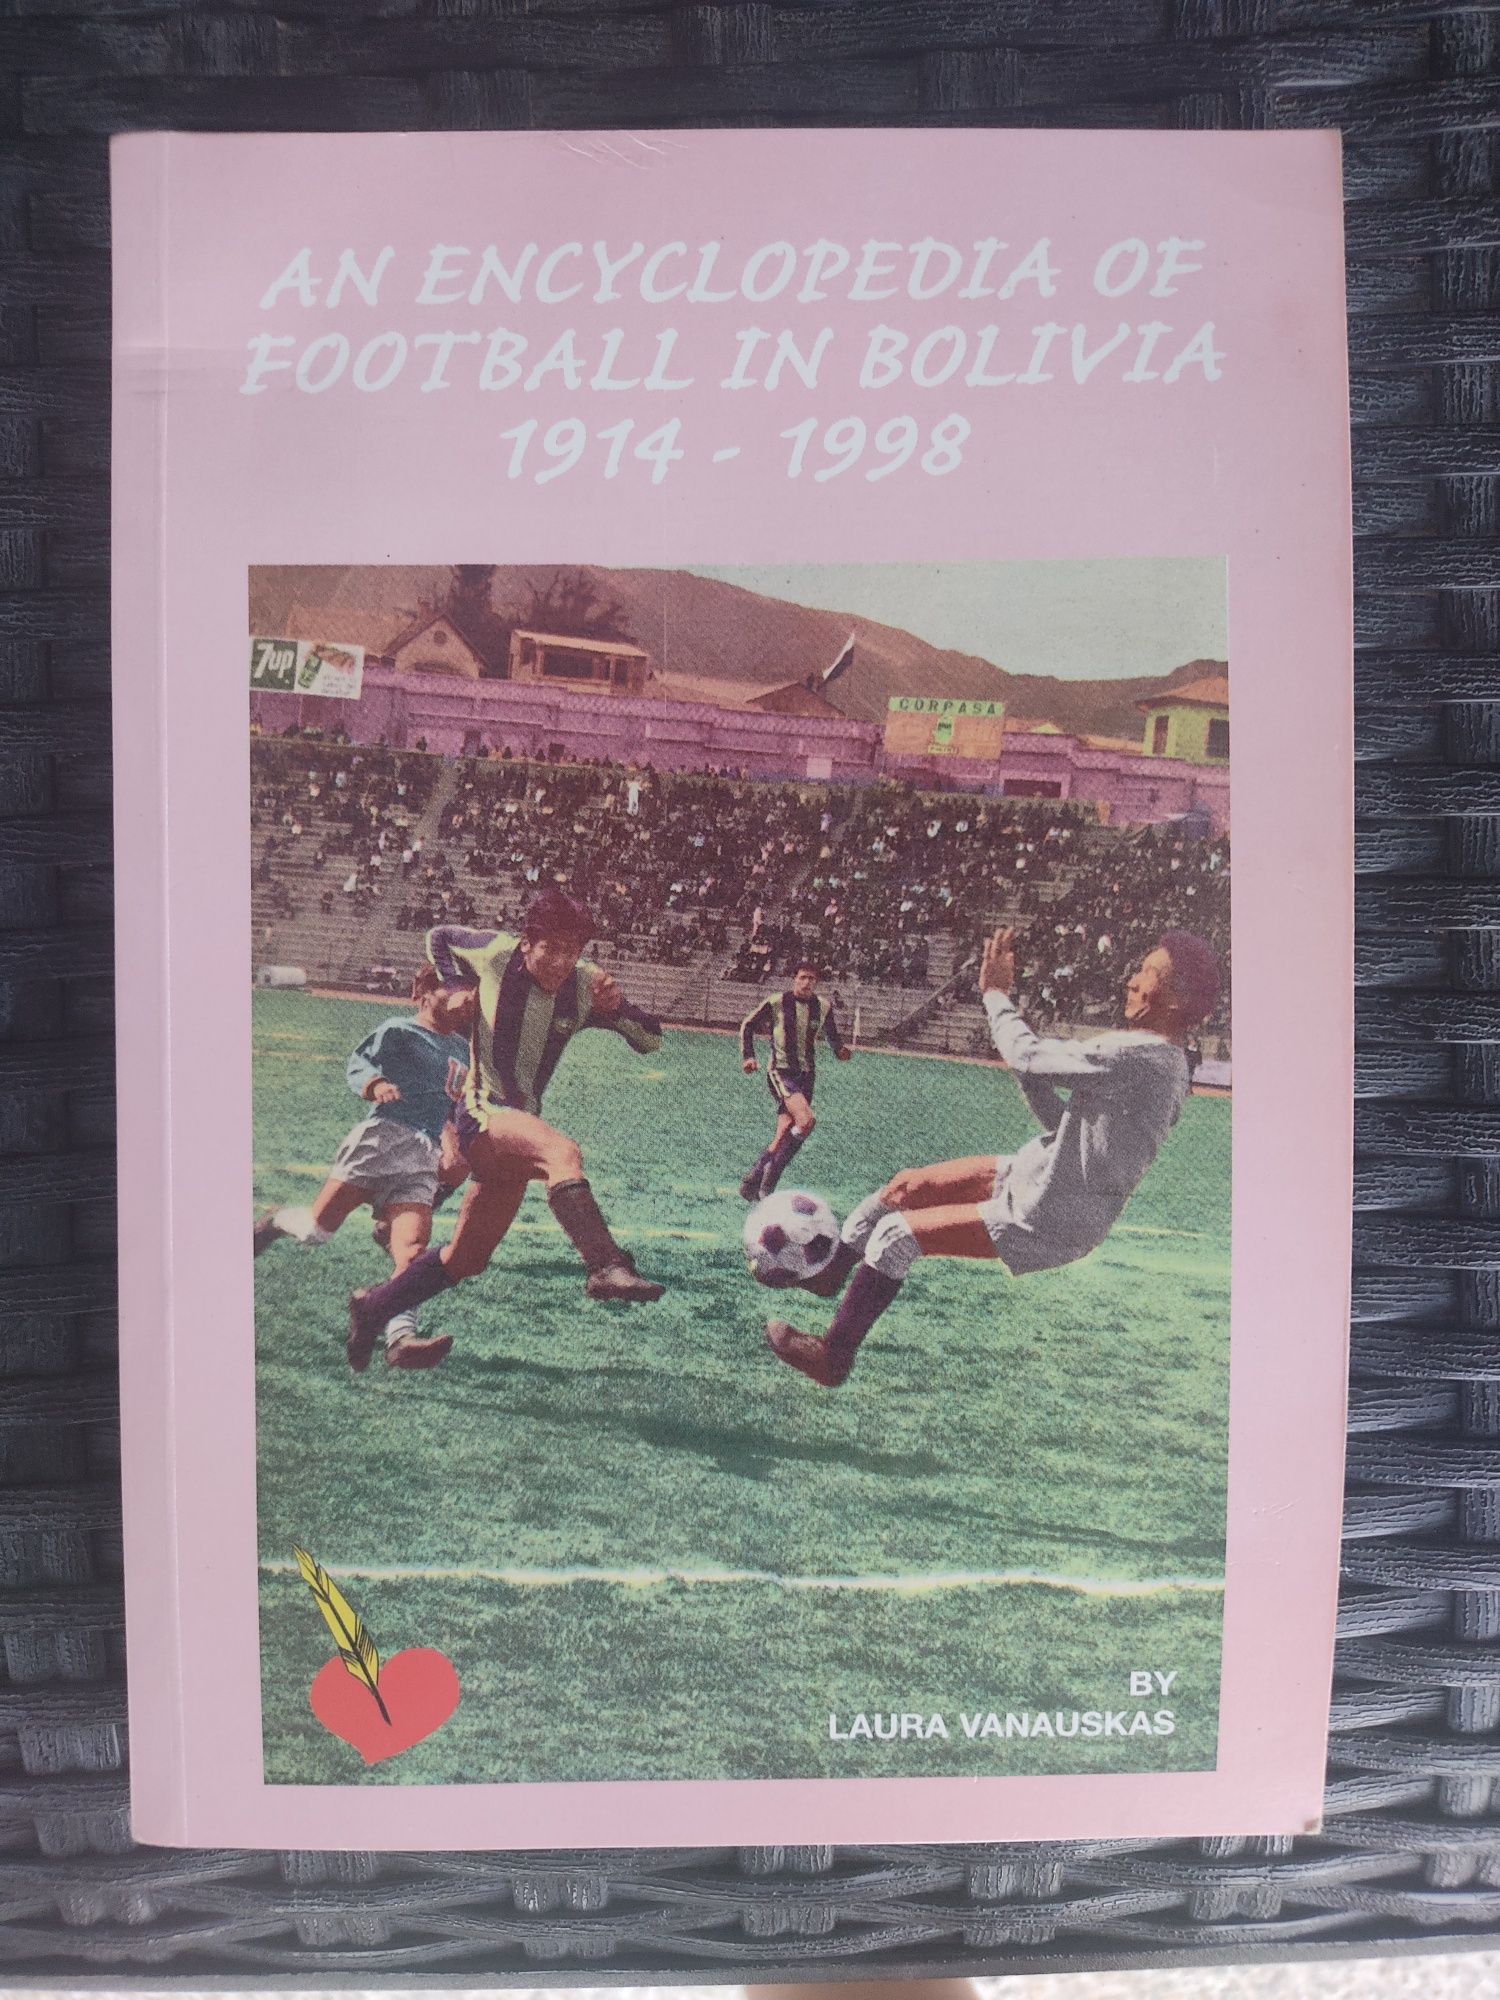 AN ENCYCLOPEDIA OF
FOOTBALL IN BOLIVIA
1914 - 1998
7up
CORPASA
U
BY
LAURA VANAUSKAS